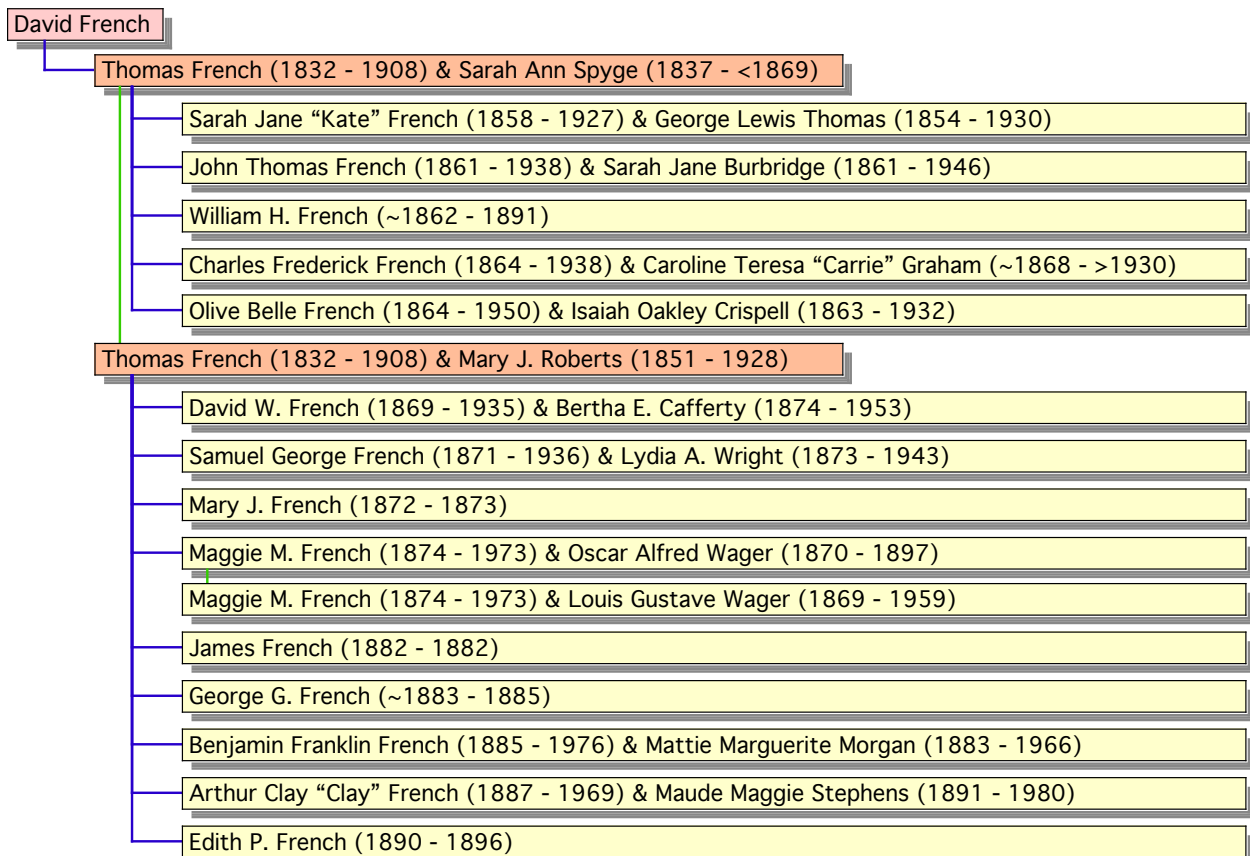 David French
Thomas French (1832 - 1908) & Sarah Ann Spyge (1837 - <1869)
Sarah Jane “Kate” French (1858 - 1927) & George Lewis Thomas (1854 - 1930)
John Thomas French (1861 - 1938) & Sarah Jane Burbridge (1861 - 1946)
William H. French (~1862 - 1891)
Charles Frederick French (1864 - 1938) & Caroline Teresa “Carrie” Graham (~1868 - >1930)
Olive Belle French (1864 - 1950) & Isaiah Oakley Crispell (1863 - 1932)
Thomas French (1832 - 1908) & Mary J. Roberts (1851 - 1928)
David W. French (1869 - 1935) & Bertha E. Cafferty (1874 - 1953)
Samuel George French (1871 - 1936) & Lydia A. Wright (1873 - 1943)
Mary J. French (1872 - 1873)
Maggie M. French (1874 - 1973) & Oscar Alfred Wager (1870 - 1897)
Maggie M. French (1874 - 1973) & Louis Gustave Wager (1869 - 1959)
James French (1882 - 1882)
George G. French (~1883 - 1885)
Benjamin Franklin French (1885 - 1976) & Mattie Marguerite Morgan (1883 - 1966)
Arthur Clay “Clay” French (1887 - 1969) & Maude Maggie Stephens (1891 - 1980)
Edith P. French (1890 - 1896)